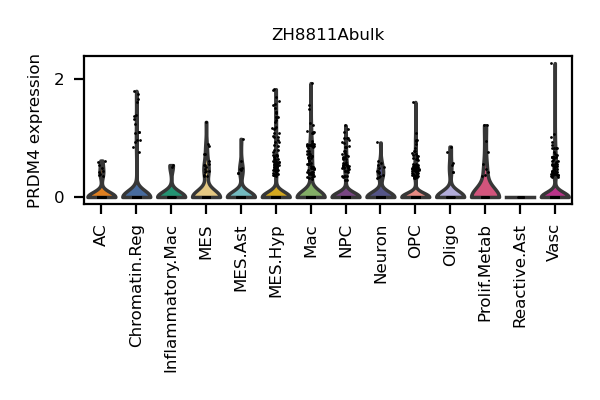 ZH8811Abulk
PRDM4 expression
2
0
AC
Chromatin.Reg
Inflammatory.Mac
MES
MES.Ast
MES.Hyp
Mac
NPC
Neuron
OPC
Oligo
Prolif.Metab
Reactive.Ast
Vasc